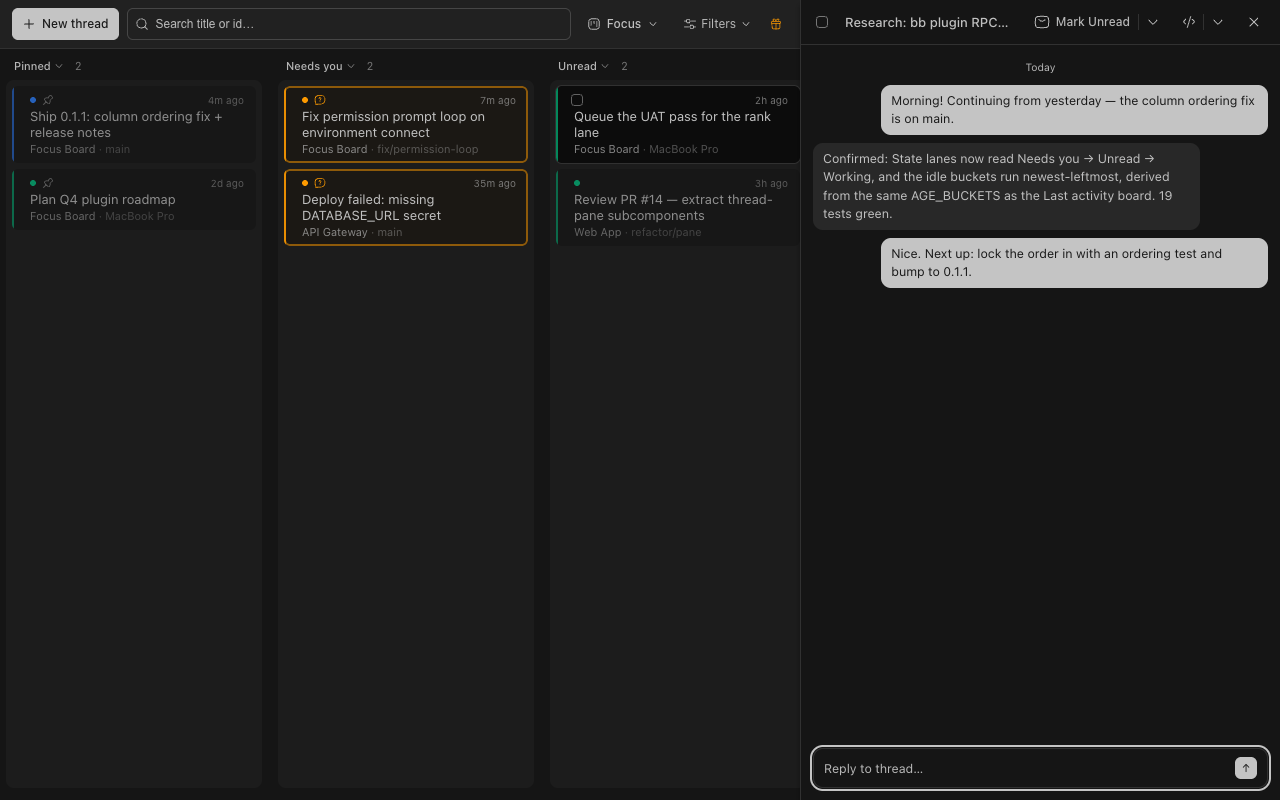 New thread
Search title or id...
Focus
Filters
Pinned 2
4m ago
Ship 0.1.1: column ordering fix +
release notes
Focus Board · main
2d ago
Plan Q4 plugin roadmap
Focus Board · MacBook Pro
Needs you 2
7m ago
Fix permission prompt loop on
environment connect
Focus Board · fix/permission-loop
35m ago
Deploy failed: missing
DATABASE_URL secret
API Gateway · main
Unread 2
2h ago
Queue the UAT pass for the rank
lane
Focus Board · MacBook Pro
3h ago
Review PR #14 — extract thread-
pane subcomponents
Web App · refactor/pane
Research: bb plugin RPC...
Mark Unread
Today
Morning! Continuing from yesterday — the column ordering fix
is on main.
Confirmed: State lanes now read Needs you → Unread →
Working, and the idle buckets run newest-leftmost, derived
from the same AGE_BUCKETS as the Last activity board. 19
tests green.
Nice. Next up: lock the order in with an ordering test and
bump to 0.1.1.
Reply to thread...